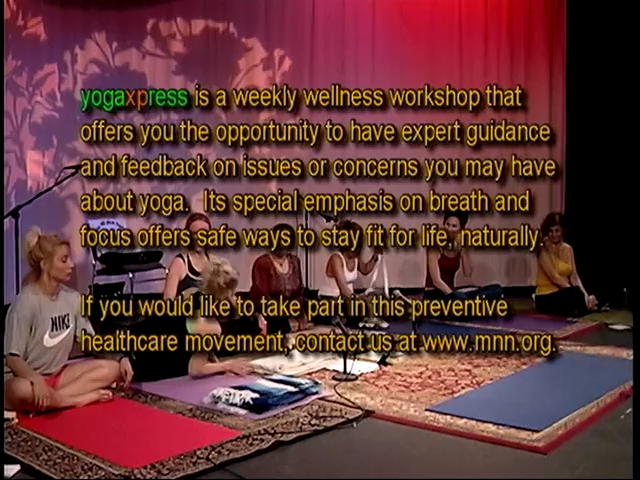 yogaxpress is a weekly wellness workshop that
offers you the opportunity to have expert guidance
and feedback on issues or concerns you may have
about yoga. Its special emphasis on breath and
focus offers safe ways to stay fit for life, naturally.
If you would like to take part in this preventive
healthcare movement, contact us at www.mnn.org.
NIKE